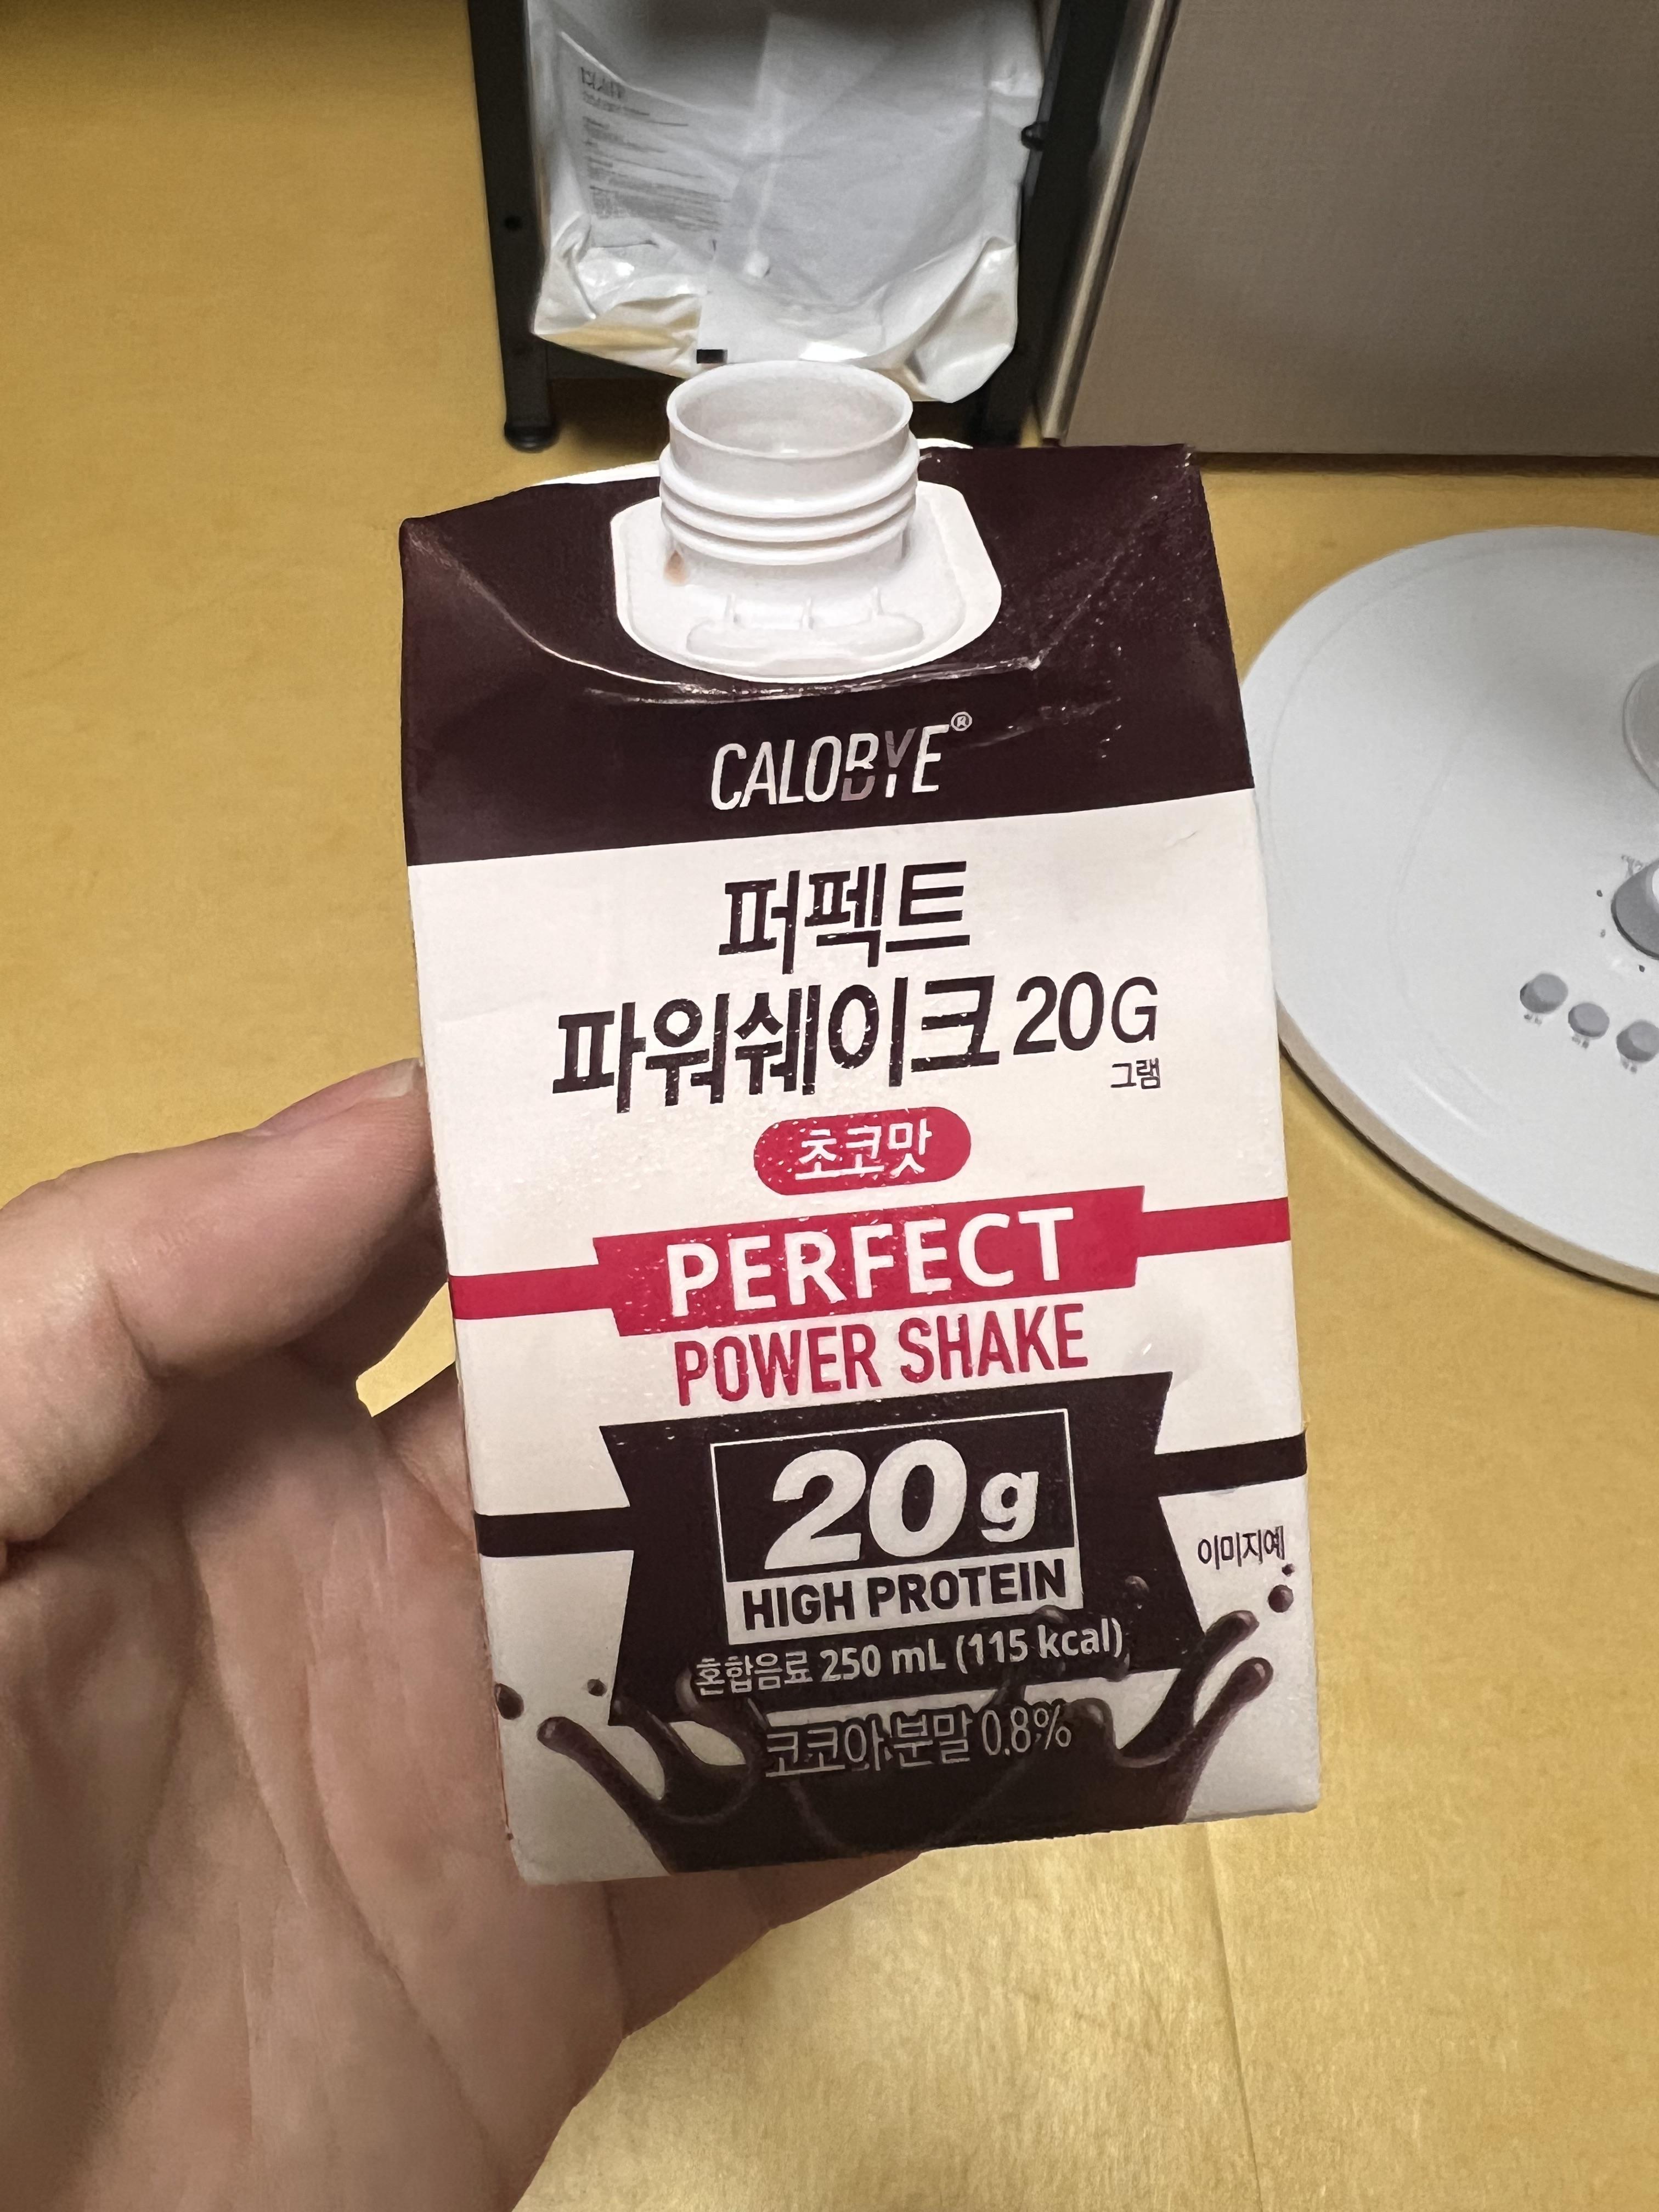 CALOBYE®
퍼펙트
파워쉐이크 20G
그램
초코맛
PERFECT
POWER SHAKE
20g
HIGH PROTEIN
이미지예
혼합음료 250 mL (115 kcal)
코코아 분말 0.8%